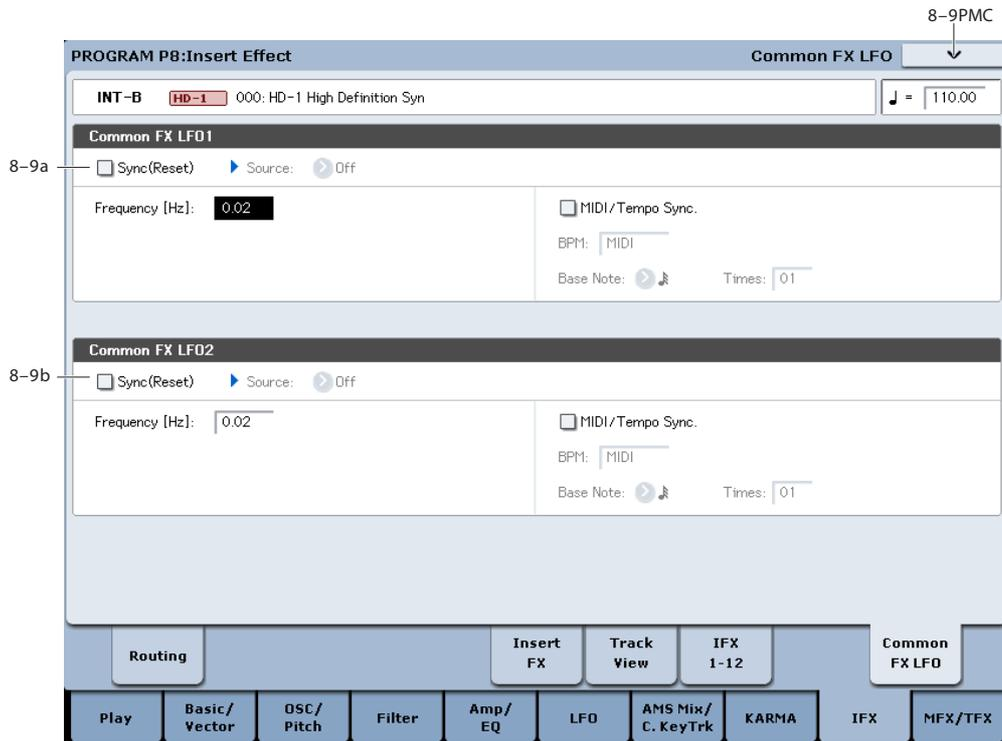 8–9PMC
PROGRAM P8:Insert Effect Common FX LFO
INT-B HD-1 000: HD-1 High Definition Syn ♩ = 110.00
Common FX LFO1
8–9a Sync(Reset) Source: Off
Frequency [Hz]: 0.02 MIDI/Tempo Sync.
BPM: MIDI
Base Note: Times: 01
Common FX LFO2
8–9b Sync(Reset) Source: Off
Frequency [Hz]: 0.02 MIDI/Tempo Sync.
BPM: MIDI
Base Note: Times: 01
Routing
Insert
FX
Track
View
IFX
1-12
Common
FX LFO
Play
Basic/
Vector
OSC/
Pitch
Filter
Amp/
EQ
LFO
AMS Mix/
C. KeyTrk
KARMA
IFX
MFX/TFX